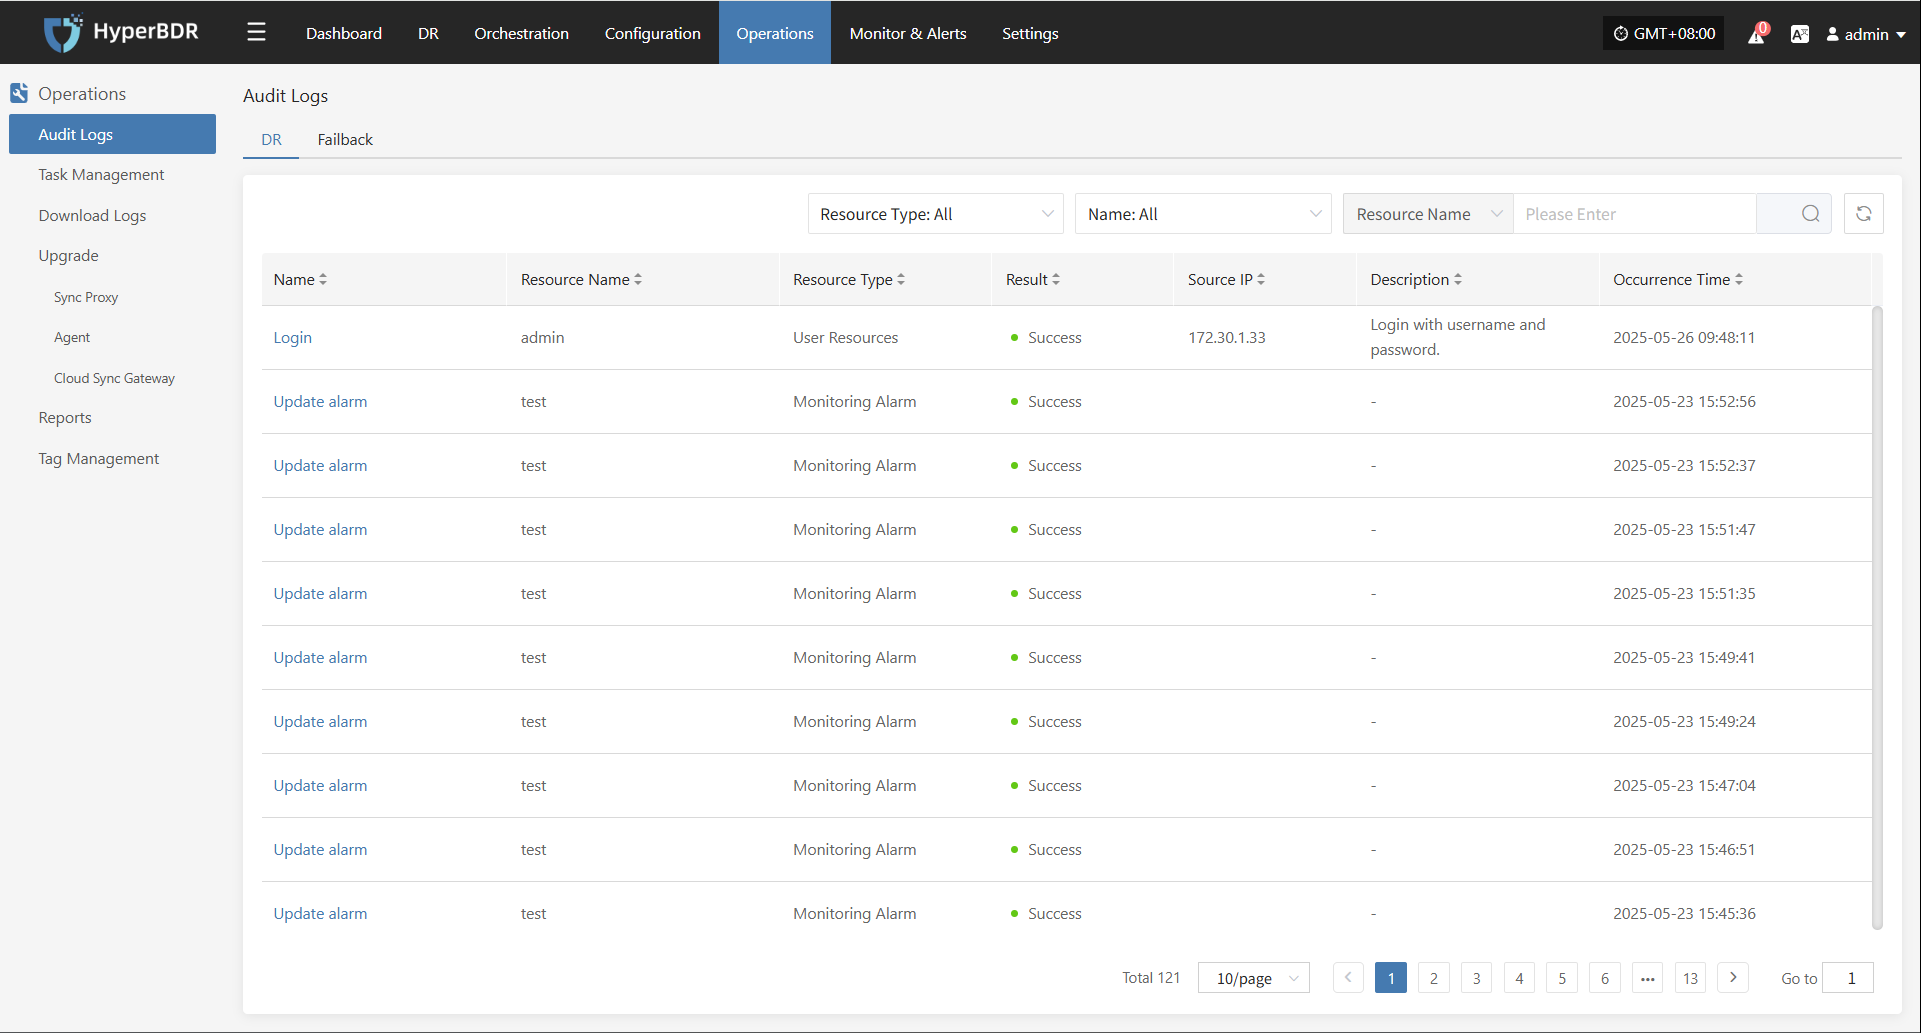 HyperBDR
Dashboard DR Orchestration Configuration Operations Monitor & Alerts Settings
GMT+08:00 0 admin
Operations
Audit Logs
Task Management
Download Logs
Upgrade
Sync Proxy
Agent
Cloud Sync Gateway
Reports
Tag Management
Audit Logs
DR Failback
Resource Type: All Name: All Resource Name Please Enter
Name Resource Name Resource Type Result Source IP Description Occurrence Time
Login admin User Resources Success 172.30.1.33 Login with username and password. 2025-05-26 09:48:11
Update alarm test Monitoring Alarm Success - 2025-05-23 15:52:56
Update alarm test Monitoring Alarm Success - 2025-05-23 15:52:37
Update alarm test Monitoring Alarm Success - 2025-05-23 15:51:47
Update alarm test Monitoring Alarm Success - 2025-05-23 15:51:35
Update alarm test Monitoring Alarm Success - 2025-05-23 15:49:41
Update alarm test Monitoring Alarm Success - 2025-05-23 15:49:24
Update alarm test Monitoring Alarm Success - 2025-05-23 15:47:04
Update alarm test Monitoring Alarm Success - 2025-05-23 15:46:51
Update alarm test Monitoring Alarm Success - 2025-05-23 15:45:36
Total 121 10/page 1 2 3 4 5 6 ••• 13 Go to 1